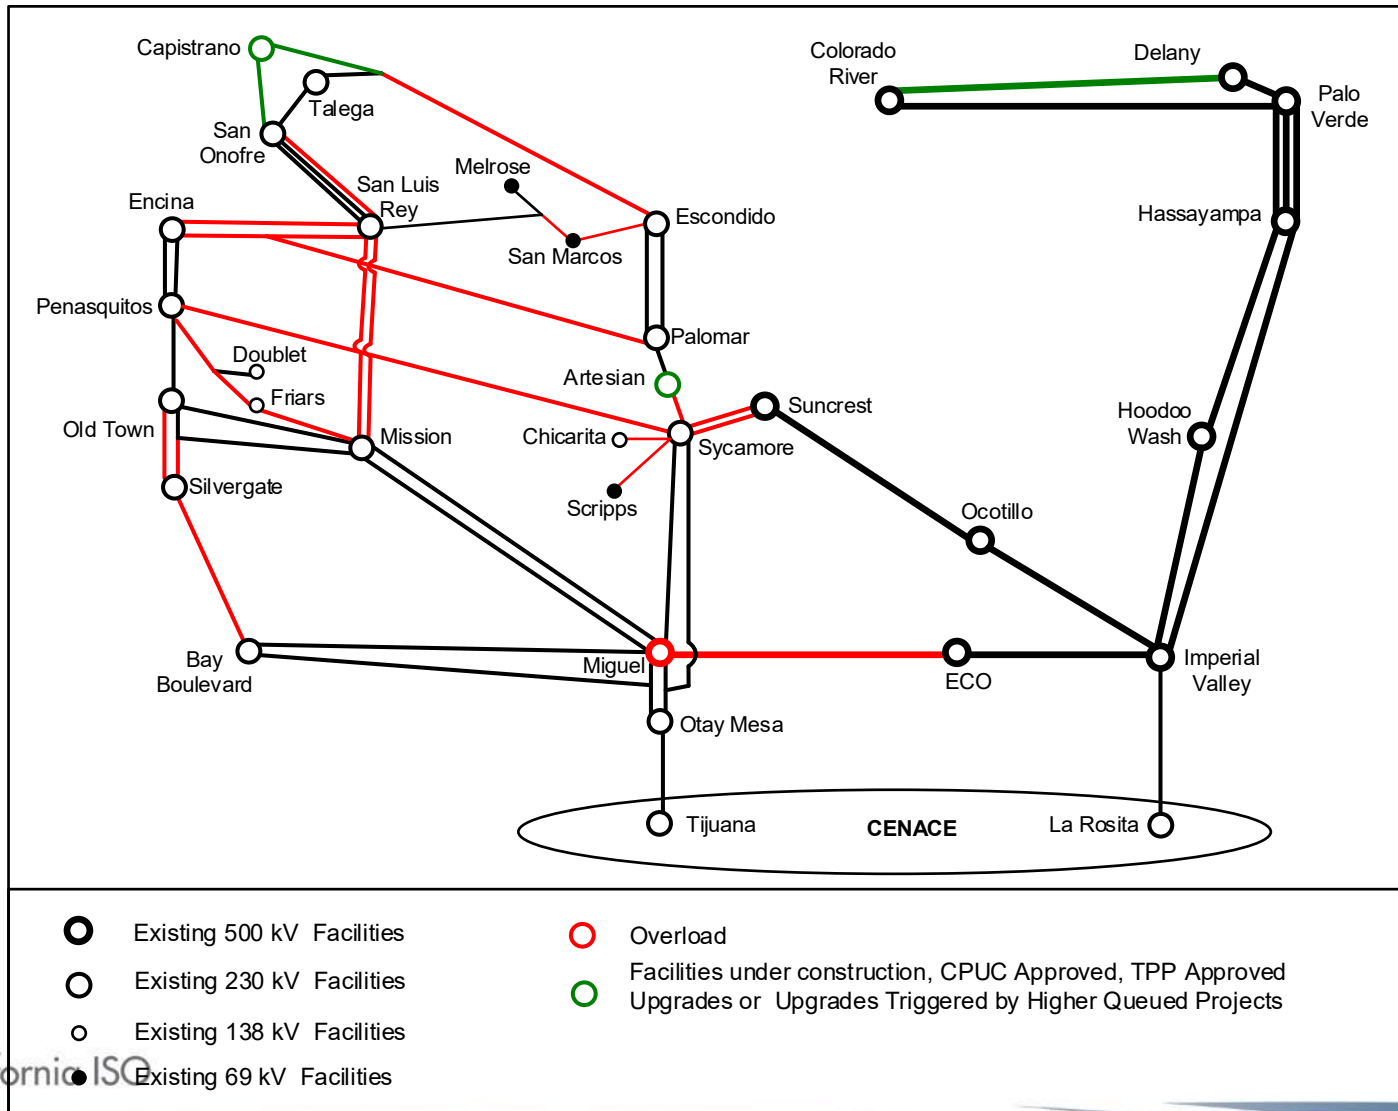 Capistrano
Colorado
River
Delany
Talega
Palo
Verde
San
Onofre
Melrose
San Luis
Rey
Encina
Escondido
Hassayampa
San Marcos
Penasquitos
Palomar
Doublet
Artesian
Friars
Suncrest
Hoodoo
Wash
Old Town
Mission
Chicarita
Sycamore
Silvergate
Scripps
Ocotillo
Bay
Boulevard
Miguel
ECO
Imperial
Valley
Otay Mesa
Tijuana
CENACE
La Rosita
Existing 500 kV Facilities
Existing 230 kV Facilities
Existing 138 kV Facilities
Existing 69 kV Facilities
Overload
Facilities under construction, CPUC Approved, TPP Approved
Upgrades or Upgrades Triggered by Higher Queued Projects
ornia ISO